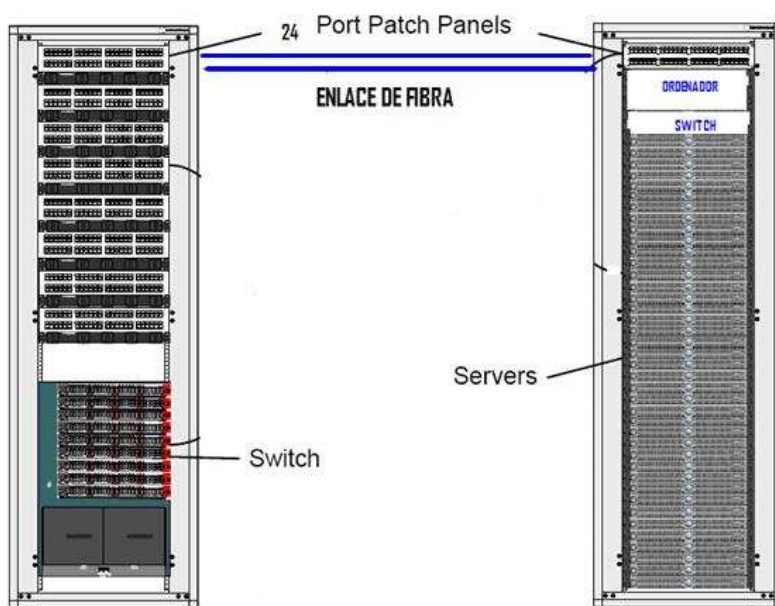 24 Port Patch Panels
ENLACE DE FIBRA
ORDENADOR
SWITCH
Servers
Switch